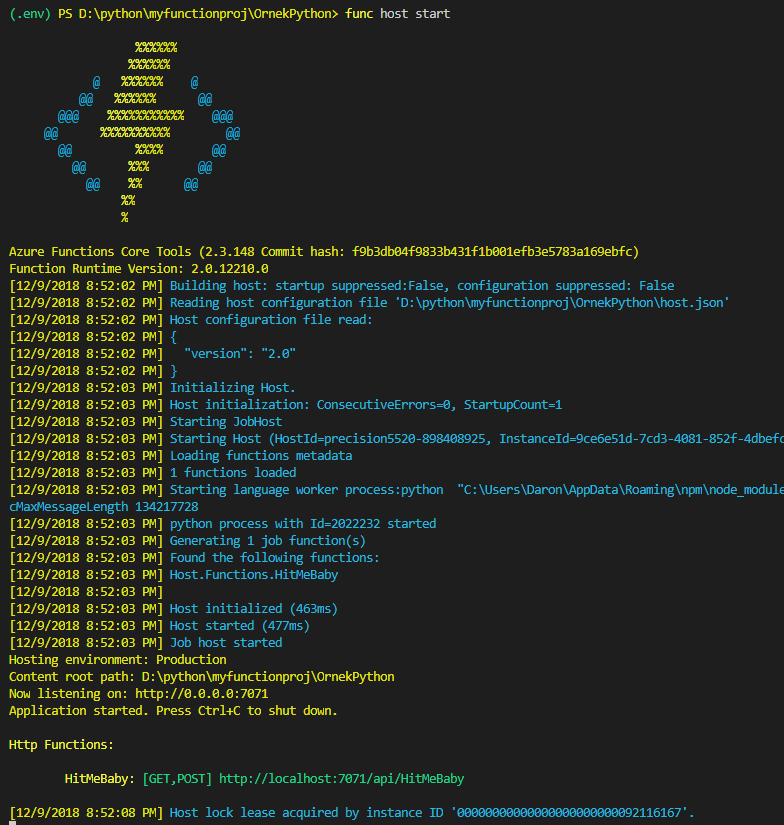 (.env) PS D:\python\myfunctionproj\OrnekPython> func host start
%%%%%%
%%%%%%
@ %%%%%% @
@@ %%%%%% @@
@@@ %%%%%%%%%%% @@@
@@ %%%%%%%%%% @@
@@ %%%% @@
@@ %%% @@
@@ %% @@
%%
%
Azure Functions Core Tools (2.3.148 Commit hash: f9b3db04f9833b431f1b001efb3e5783a169ebfc)
Function Runtime Version: 2.0.12210.0
[12/9/2018 8:52:02 PM] Building host: startup suppressed:False, configuration suppressed: False
[12/9/2018 8:52:02 PM] Reading host configuration file 'D:\python\myfunctionproj\OrnekPython\host.json'
[12/9/2018 8:52:02 PM] Host configuration file read:
[12/9/2018 8:52:02 PM] {
[12/9/2018 8:52:02 PM]   "version": "2.0"
[12/9/2018 8:52:02 PM] }
[12/9/2018 8:52:03 PM] Initializing Host.
[12/9/2018 8:52:03 PM] Host initialization: ConsecutiveErrors=0, StartupCount=1
[12/9/2018 8:52:03 PM] Starting JobHost
[12/9/2018 8:52:03 PM] Starting Host (HostId=precision5520-898408925, InstanceId=9ce6e51d-7cd3-4081-852f-4dbefc
[12/9/2018 8:52:03 PM] Loading functions metadata
[12/9/2018 8:52:03 PM] 1 functions loaded
[12/9/2018 8:52:03 PM] Starting language worker process:python  "C:\Users\Daron\AppData\Roaming\npm\node_module
cMaxMessageLength 134217728
[12/9/2018 8:52:03 PM] python process with Id=2022232 started
[12/9/2018 8:52:03 PM] Generating 1 job function(s)
[12/9/2018 8:52:03 PM] Found the following functions:
[12/9/2018 8:52:03 PM] Host.Functions.HitMeBaby
[12/9/2018 8:52:03 PM]
[12/9/2018 8:52:03 PM] Host initialized (463ms)
[12/9/2018 8:52:03 PM] Host started (477ms)
[12/9/2018 8:52:03 PM] Job host started
Hosting environment: Production
Content root path: D:\python\myfunctionproj\OrnekPython
Now listening on: http://0.0.0.0:7071
Application started. Press Ctrl+C to shut down.
Http Functions:
HitMeBaby: [GET,POST] http://localhost:7071/api/HitMeBaby
[12/9/2018 8:52:08 PM] Host lock lease acquired by instance ID '00000000000000000000000092116167'.